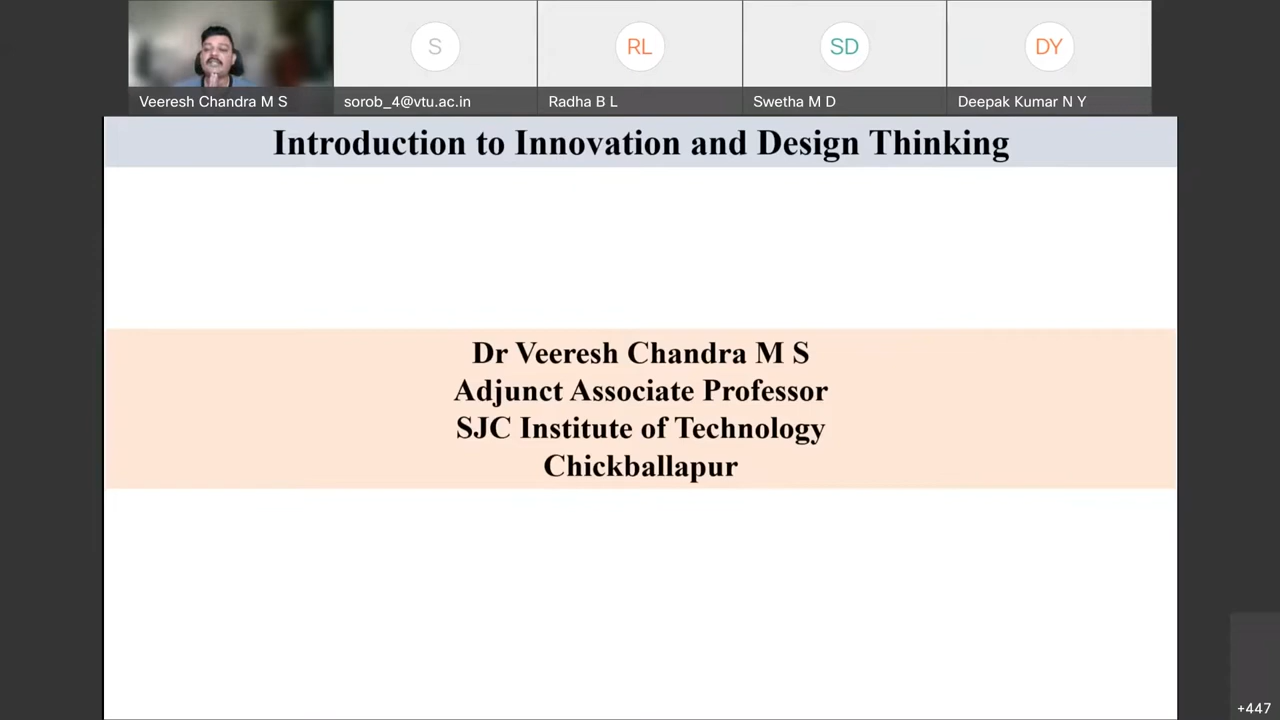 S
RL
SD
DY
Veeresh Chandra M S
sorob_4@vtu.ac.in
Radha B L
Swetha M D
Deepak Kumar N Y
Introduction to Innovation and Design Thinking
Dr Veeresh Chandra M S
Adjunct Associate Professor
SJC Institute of Technology
Chickballapur
+447